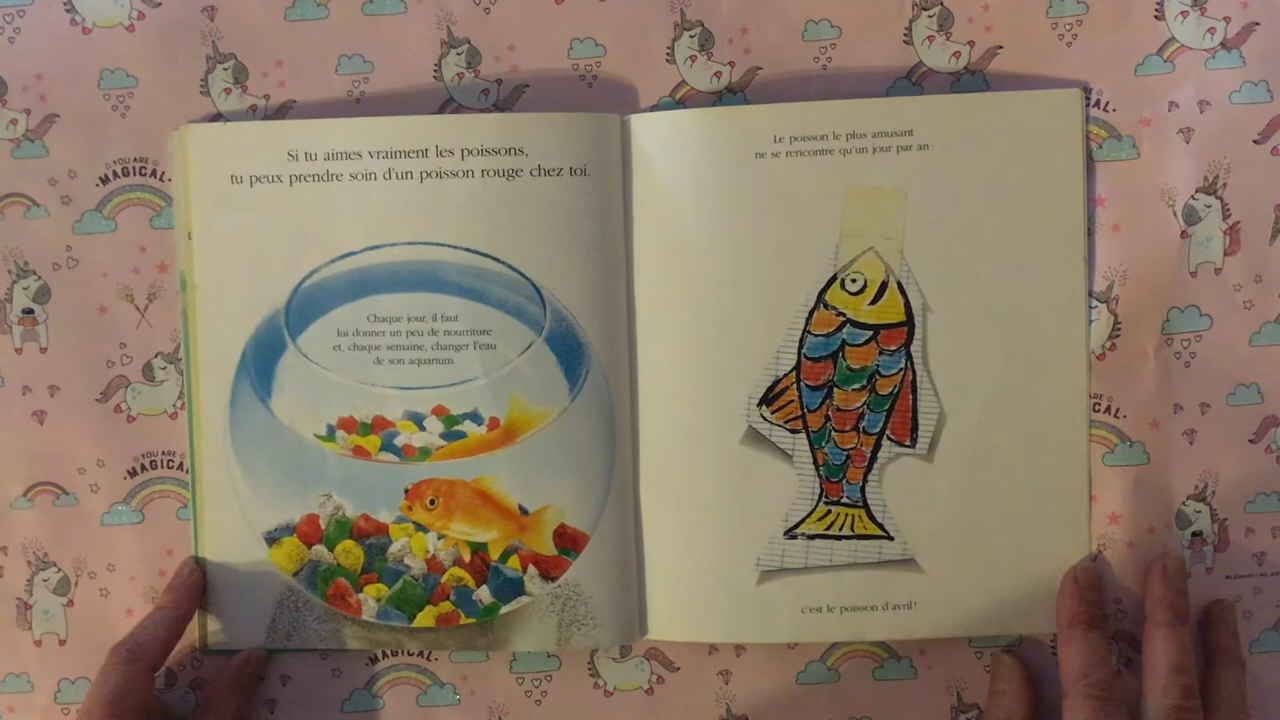 Si tu aimes vraiment les poissons,
tu peux prendre soin d'un poisson rouge chez toi.
Chaque jour, il faut
lui donner un peu de nourriture
et, chaque semaine, changer l'eau
de son aquarium.
Le poisson le plus amusant
ne se rencontre qu'un jour par an:
c'est le poisson d'avril!
YOU ARE
MAGICAL
YOU ARE
MAGICAL
MAGICAL